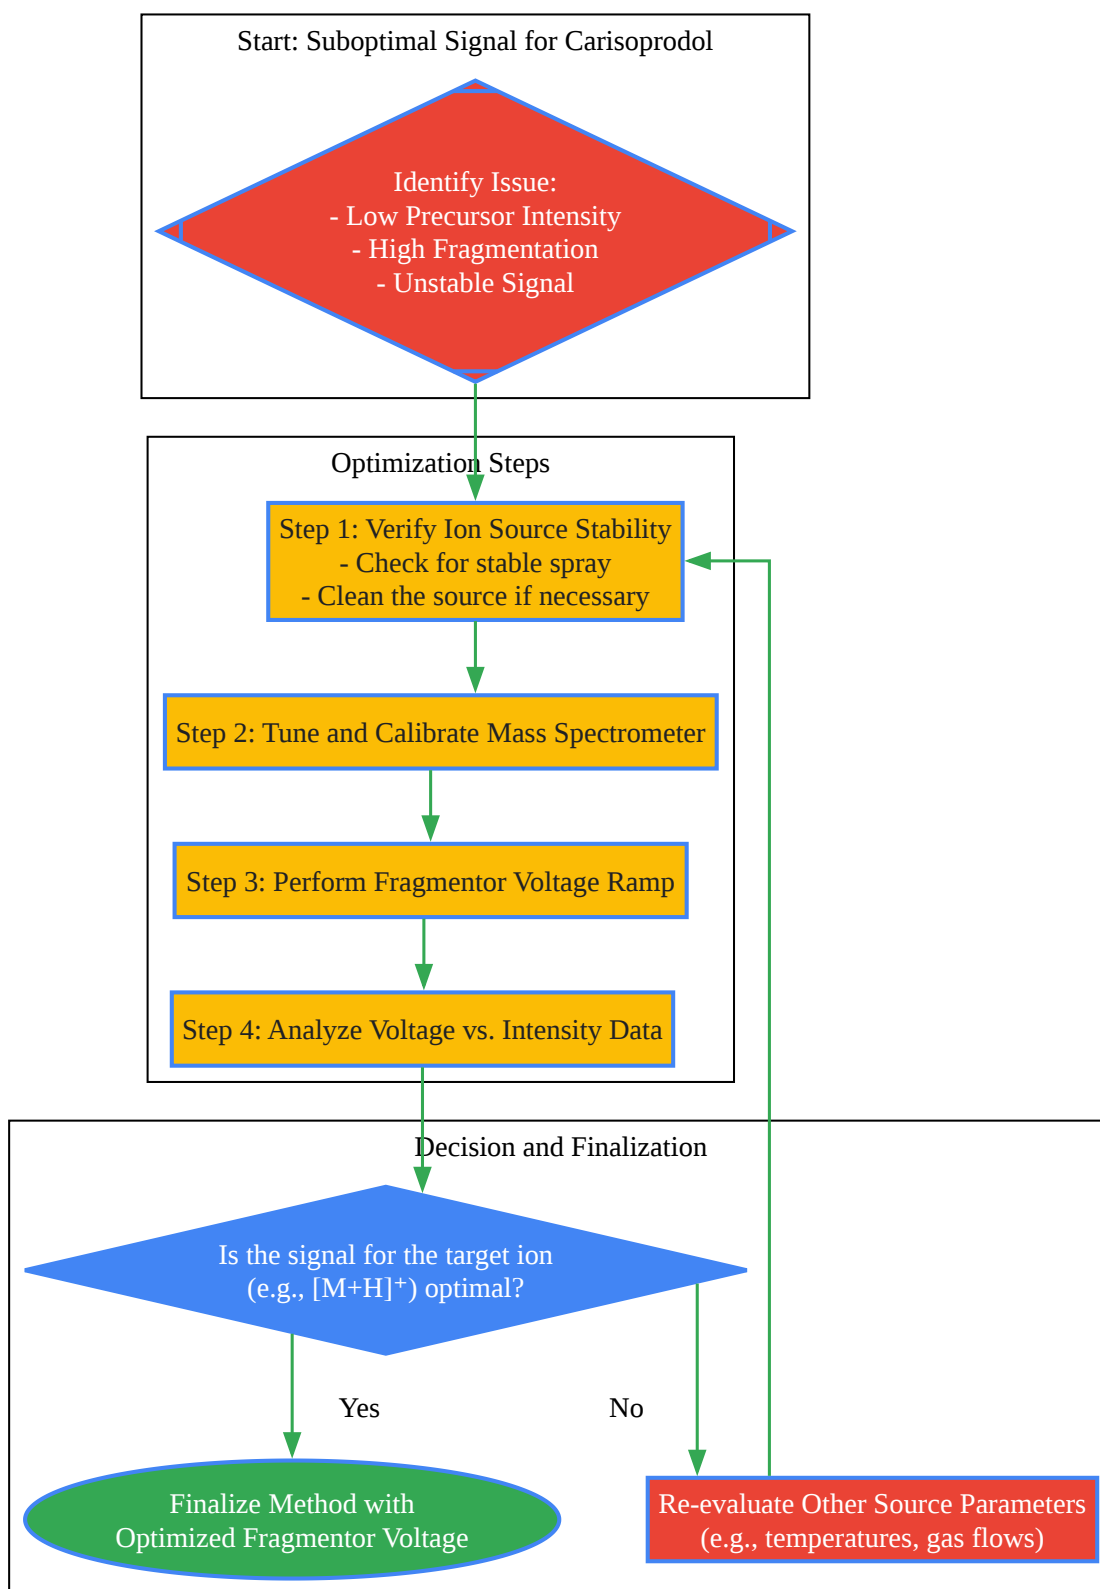 Start: Suboptimal Signal for Carisoprodol
Identify Issue:
- Low Precursor Intensity
- High Fragmentation
- Unstable Signal
Optimization Steps
Step 1: Verify Ion Source Stability
- Check for stable spray
- Clean the source if necessary
Step 2: Tune and Calibrate Mass Spectrometer
Step 3: Perform Fragmentor Voltage Ramp
Step 4: Analyze Voltage vs. Intensity Data
Decision and Finalization
Is the signal for the target ion
(e.g., [M+H]⁺) optimal?
Yes
No
Finalize Method with
Optimized Fragmentor Voltage
Re-evaluate Other Source Parameters
(e.g., temperatures, gas flows)